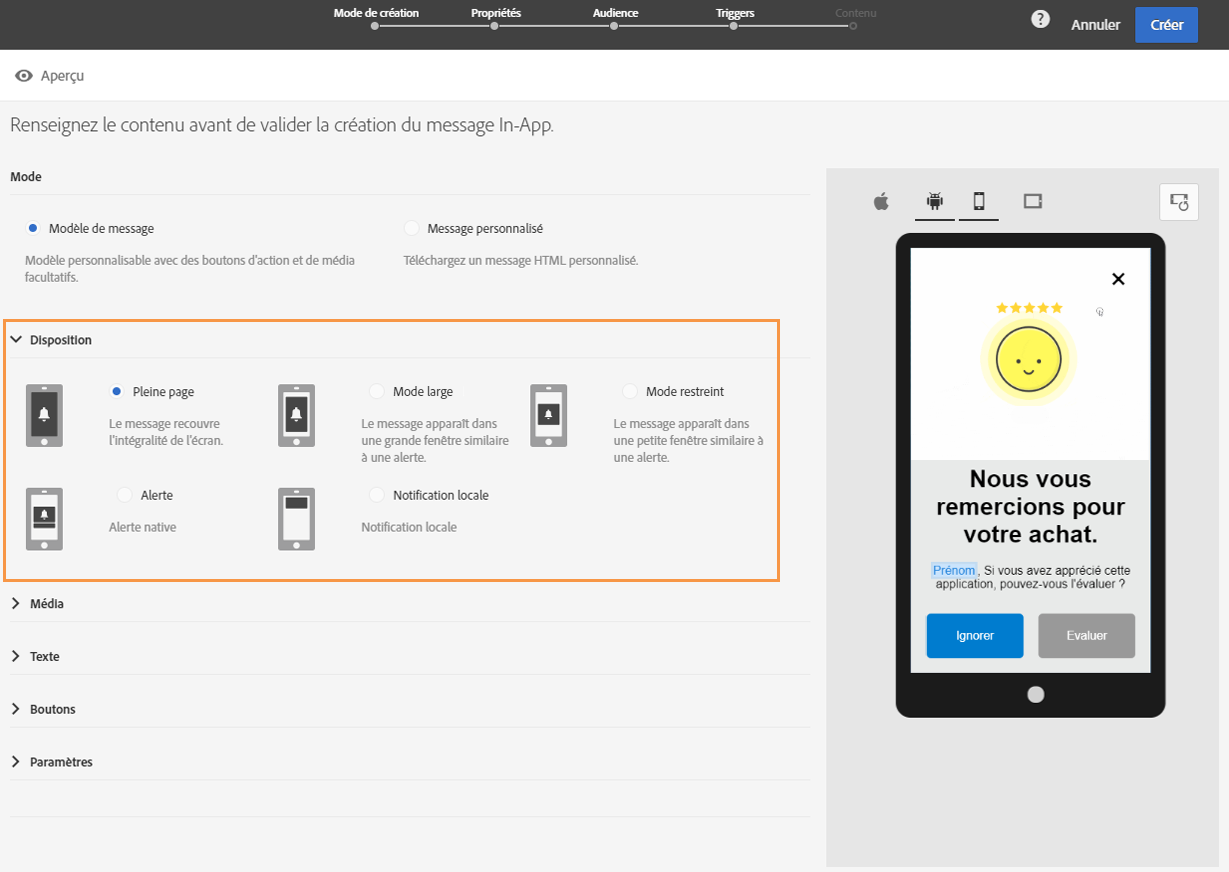 Mode de création
Propriétés
Audience
Triggers
Contenu
?
Annuler
Créer
Aperçu
Renseignez le contenu avant de valider la création du message In-App.
Mode
Modèle de message
Modèle personnalisable avec des boutons d'action et de média
facultatifs.
Message personnalisé
Téléchargez un message HTML personnalisé.
Disposition
Pleine page
Le message recouvre
l'intégralité de l'écran.
Mode large
Le message apparaît dans
une grande fenêtre similaire
à une alerte.
Mode restreint
Le message apparaît dans
une petite fenêtre similaire à
une alerte.
Alerte
Alerte native
Notification locale
Notification locale
Média
Texte
Boutons
Paramètres
Nous vous
remercions pour
votre achat.
Prénom, Si vous avez apprécié cette
application, pouvez-vous l'évaluer ?
Ignorer
Evaluer